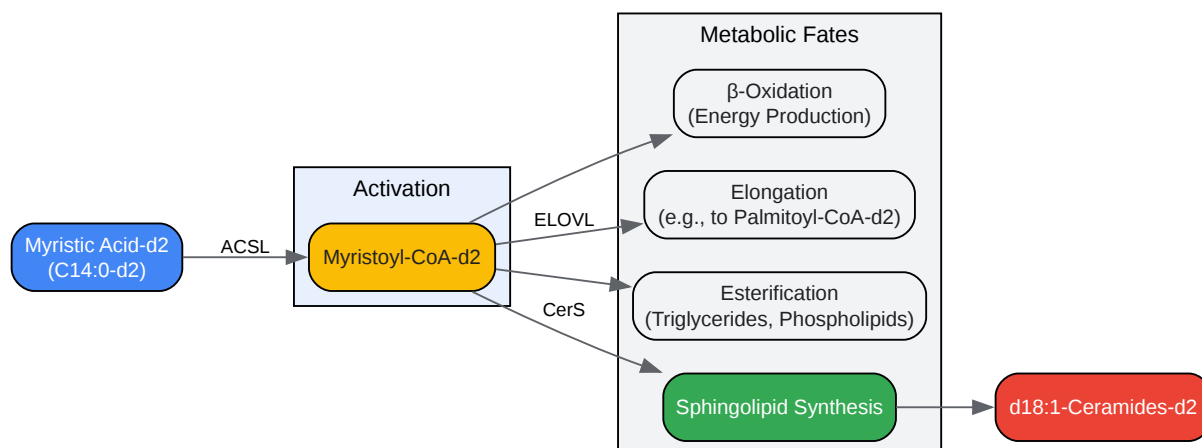 Metabolic Fates
β-Oxidation
(Energy Production)
Activation
Elongation
(e.g., to Palmitoyl-CoA-d2)
Myristic Acid-d2
(C14:0-d2)
ACSL
Myristoyl-CoA-d2
ELOVL
Esterification
(Triglycerides, Phospholipids)
CerS
Sphingolipid Synthesis
d18:1-Ceramides-d2